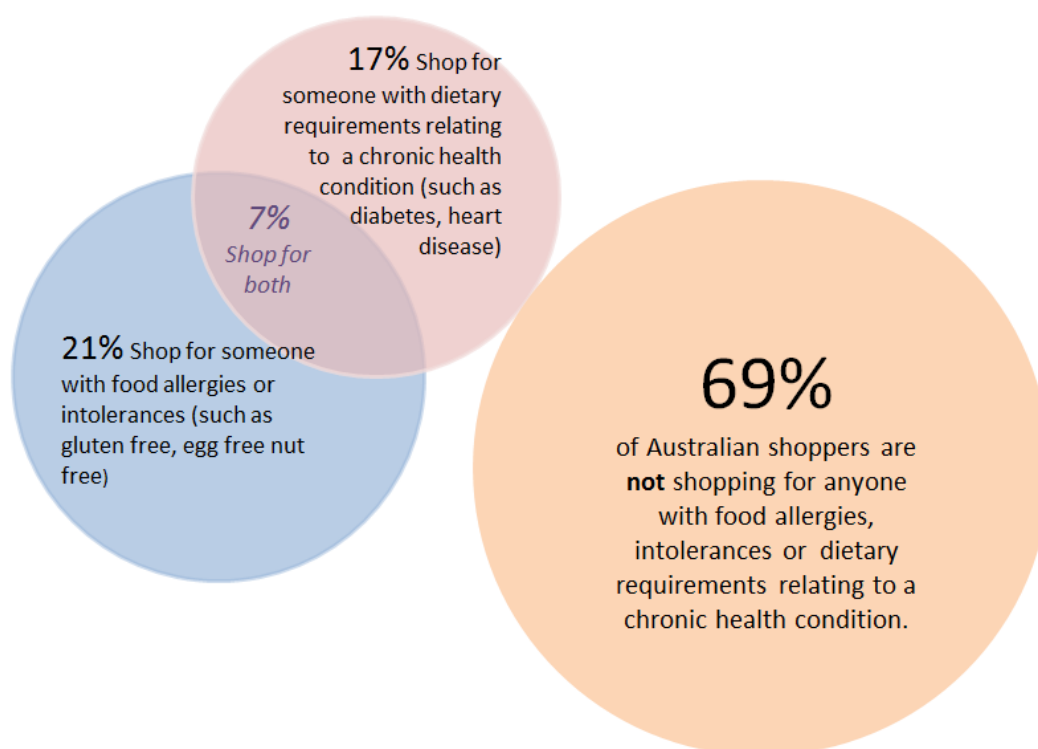 17% Shop for
someone with dietary
requirements relating
to a chronic health
condition (such as
diabetes, heart
disease)
7%
Shop for
both
21% Shop for someone
with food allergies or
intolerances (such as
gluten free, egg free nut
free)
69%
of Australian shoppers are
not shopping for anyone
with food allergies,
intolerances or dietary
requirements relating to a
chronic health condition.